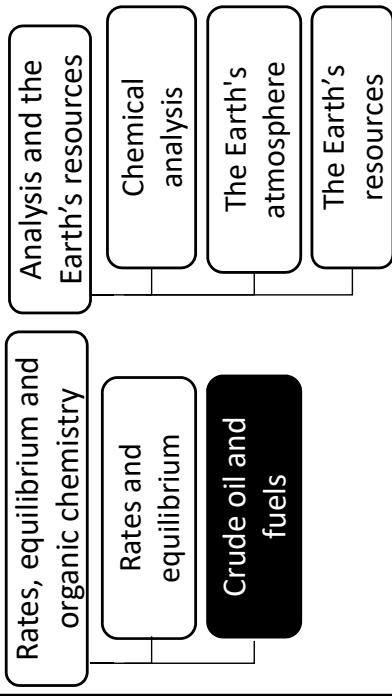 Rates, equilibrium and
organic chemistry
Rates and
equilibrium
Crude oil and
fuels
Analysis and the
Earth’s resources
Chemical
analysis
The Earth's
atmosphere
The Earth’s
resources